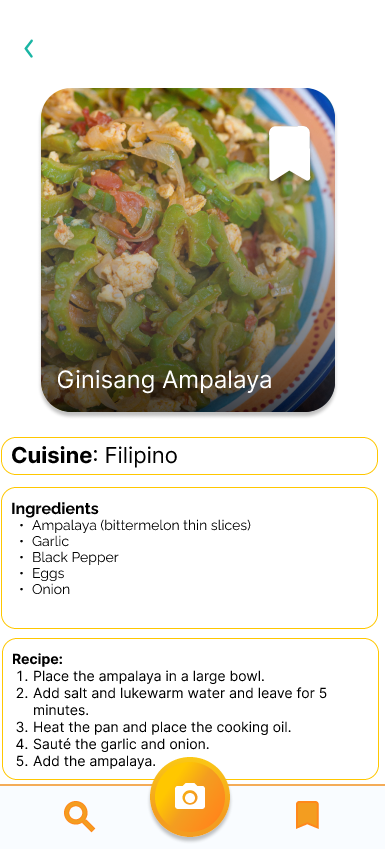 Ginisang Ampalaya
Cuisine: Filipino
Ingredients
• Ampalaya (bittermelon thin slices)
• Garlic
• Black Pepper
• Eggs
• Onion
Recipe:
1. Place the ampalaya in a large bowl.
2. Add salt and lukewarm water and leave for 5
minutes.
3. Heat the pan and place the cooking oil.
4. Sauté the garlic and onion.
5. Add the ampalaya.